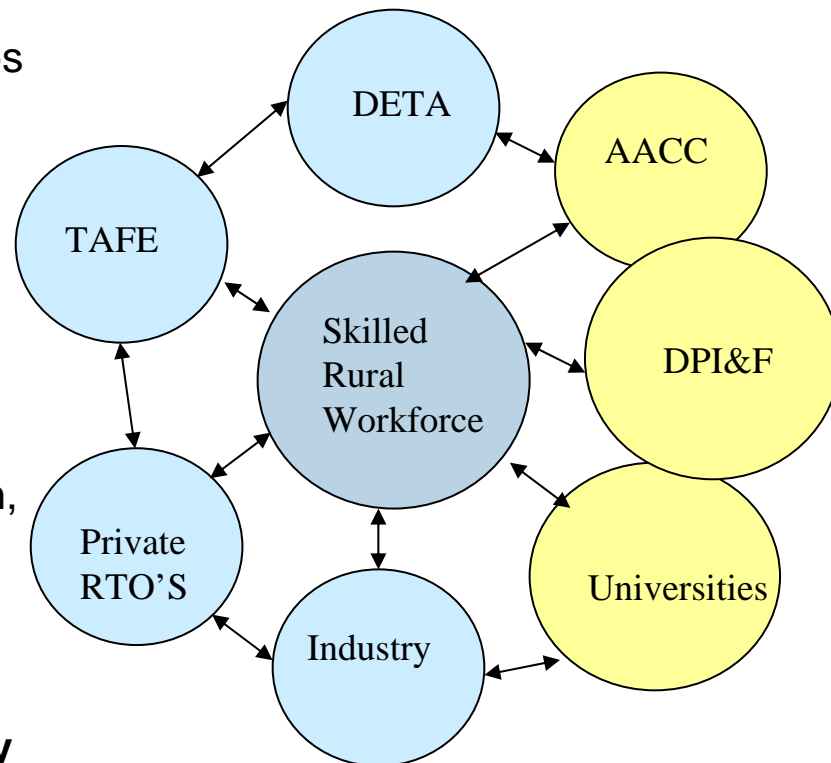 DETA
AACC
TAFE
Skilled
Rural
Workforce
DPI&F
Private
RTO'S
Universities
Industry